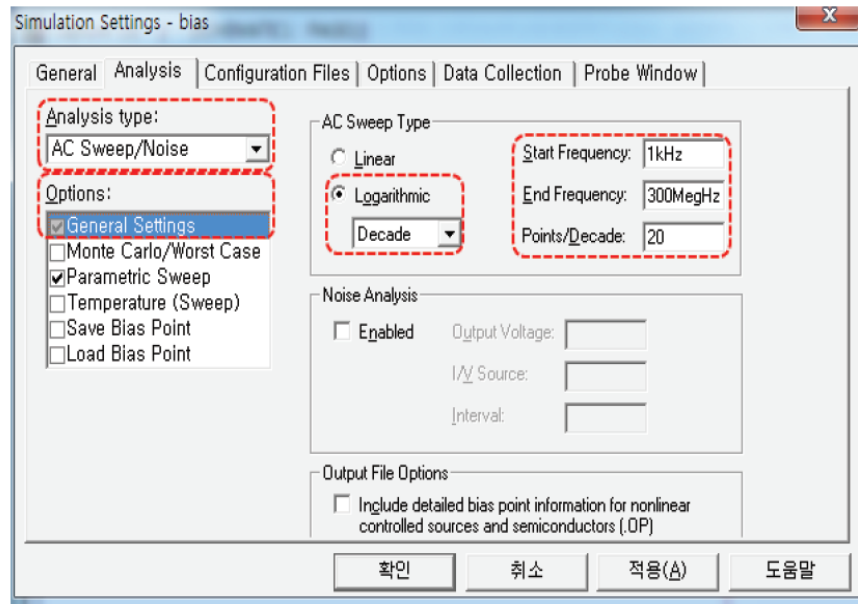 Simulation Settings - bias
x
General Analysis Configuration Files Options Data Collection Probe Window
Analysis type:
AC Sweep/Noise
Options:
General Settings
Monte Carlo/Worst Case
Parametric Sweep
Temperature (Sweep)
Save Bias Point
Load Bias Point
AC Sweep Type
Linear
Logarithmic
Decade
Start Frequency: 1kHz
End Frequency: 300MegHz
Points/Decade: 20
Noise Analysis
Enabled
Output Voltage:
I/V Source:
Interval:
Output File Options
Include detailed bias point information for nonlinear
controlled sources and semiconductors (.OP)
확인 취소 적용(A) 도움말